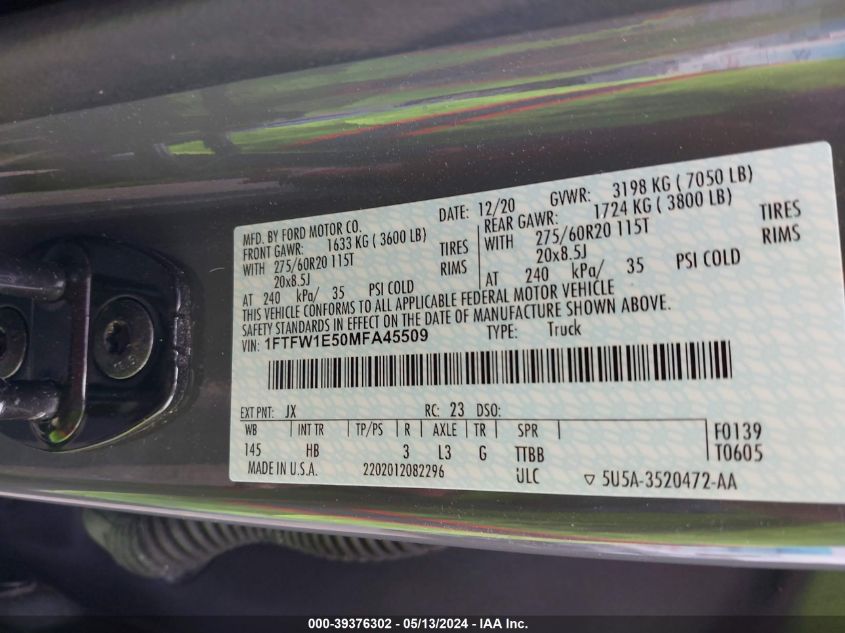 MFD. BY FORD MOTOR CO.
DATE: 12/20 GVWR: 3198 KG ( 7050 LB)
FRONT GAWR: 1633 KG ( 3600 LB) REAR GAWR: 1724 KG ( 3800 LB)
WITH 275/60R20 115T TIRES WITH 275/60R20 115T TIRES
20x8.5J RIMS 20x8.5J RIMS
AT 240 kPa/ 35 PSI COLD AT 240 kPa/ 35 PSI COLD
THIS VEHICLE CONFORMS TO ALL APPLICABLE FEDERAL MOTOR VEHICLE
SAFETY STANDARDS IN EFFECT ON THE DATE OF MANUFACTURE SHOWN ABOVE.
VIN: 1FTFW1E50MFA45509 TYPE: Truck
EXT PNT: JX RC: 23 DSO:
WB INT TR TP/PS R AXLE TR SPR F0139
145 HB 3 L3 G TTBB T0605
MADE IN U.S.A. 2202012082296 ULC ▽ 5U5A-3520472-AA
000-39376302 - 05/13/2024 - IAA Inc.